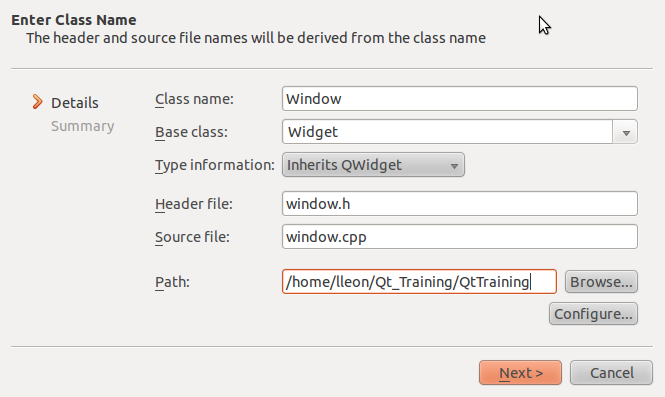 Enter Class Name
The header and source file names will be derived from the class name
Details
Summary
Class name: Window
Base class: Widget
Type information: Inherits QWidget
Header file: window.h
Source file: window.cpp
Path: /home/lleon/Qt_Training/QtTraining Browse...
Configure...
Next > Cancel